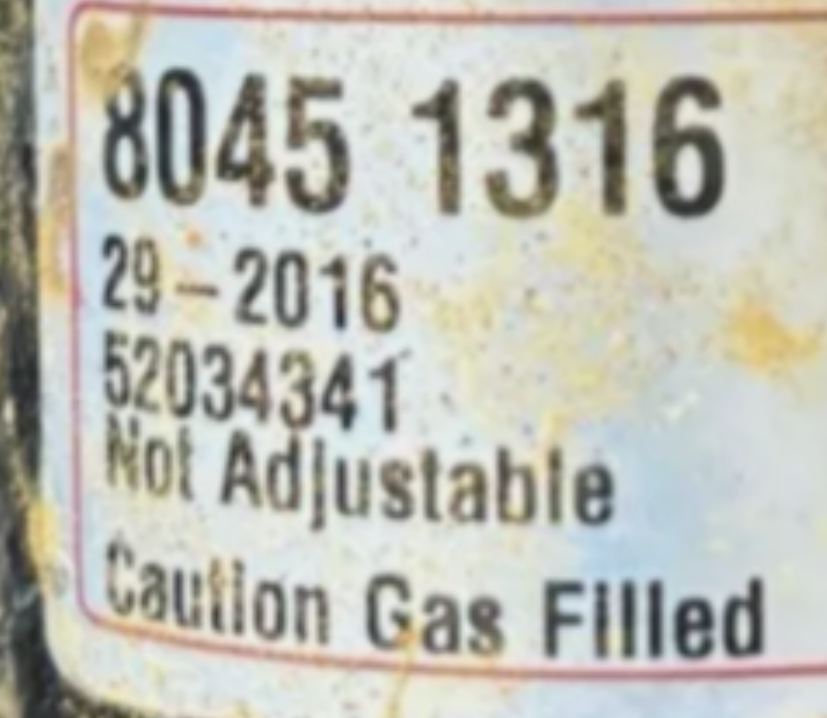 8045 1316
29-2016
52034341
Not Adjustable
Caution Gas Filled